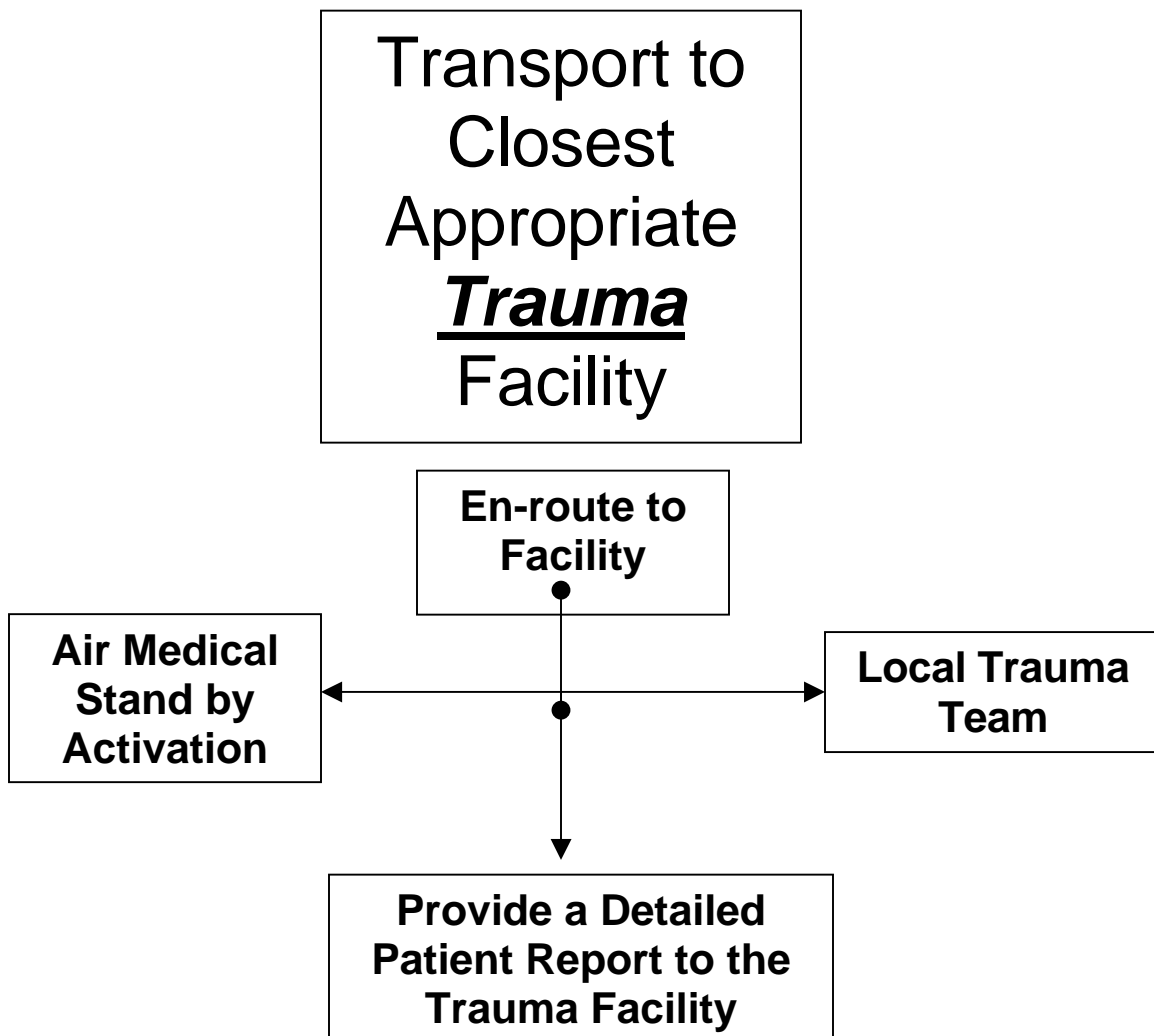 Transport to
Closest
Appropriate
Trauma
Facility
En-route to
Facility
Air Medical
Stand by
Activation
Local Trauma
Team
Provide a Detailed
Patient Report to the
Trauma Facility